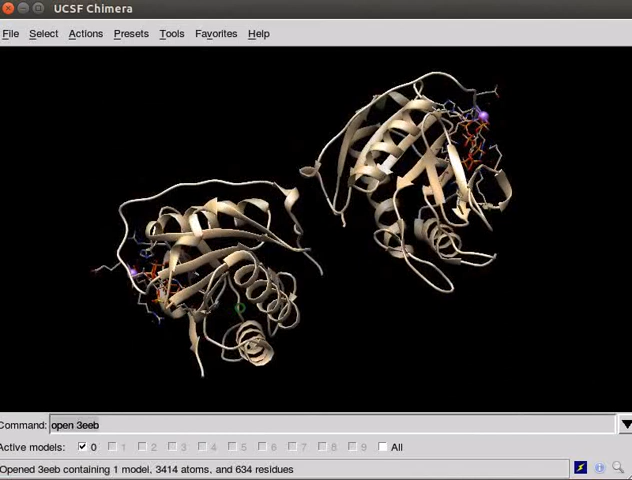 UCSF Chimera
File Select Actions Presets Tools Favorites Help
Command: open 3eeb
Active models: 0 1 2 3 4 5 6 7 8 9 All
Opened 3eeb containing 1 model, 3414 atoms, and 634 residues